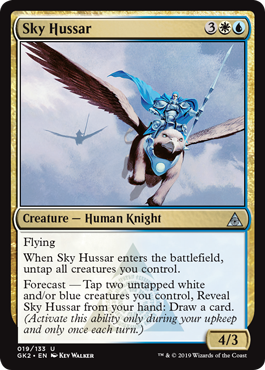 Sky Hussar 3
Creature — Human Knight
Flying
When Sky Hussar enters the battlefield,
untap all creatures you control.
Forecast — Tap two untapped white
and/or blue creatures you control, Reveal
Sky Hussar from your hand: Draw a card.
(Activate this ability only during your upkeep
and only once each turn.)
4/3
019/133 U
GK2 • EN Key Walker
™ & © 2019 Wizards of the Coast